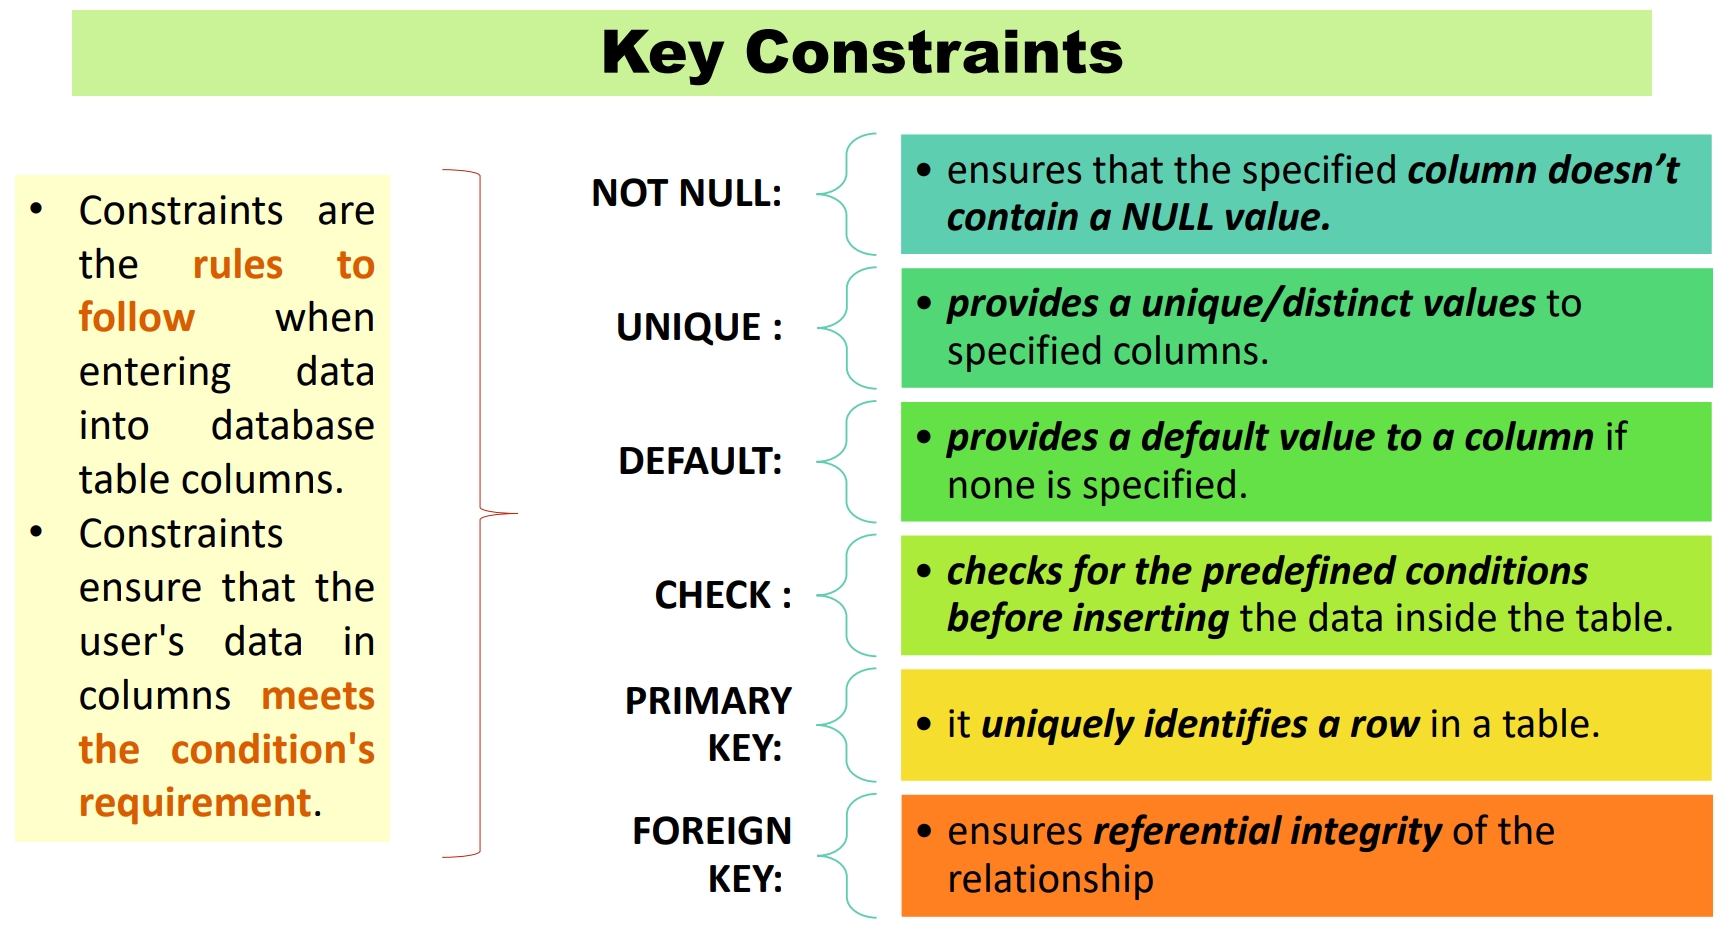 Key Constraints
• Constraints are
the rules to
follow when
entering data
into database
table columns.
• Constraints
ensure that the
user's data in
columns meets
the condition's
requirement.
NOT NULL:
• ensures that the specified column doesn’t
contain a NULL value.
UNIQUE :
• provides a unique/distinct values to
specified columns.
DEFAULT:
• provides a default value to a column if
none is specified.
CHECK :
• checks for the predefined conditions
before inserting the data inside the table.
PRIMARY
KEY:
• it uniquely identifies a row in a table.
FOREIGN
KEY:
• ensures referential integrity of the
relationship